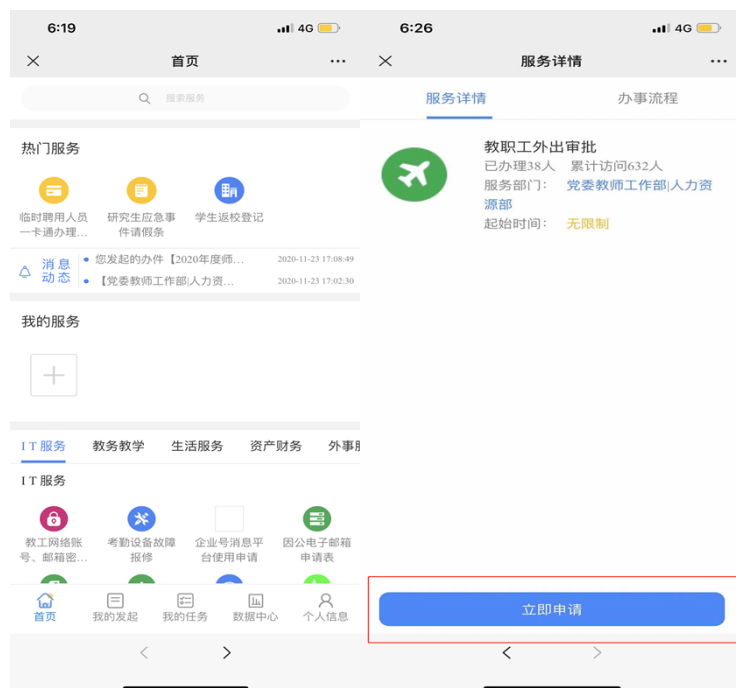 6:19
4G
首页
搜索服务
热门服务
临时聘用人员
一卡通办理...
研究生应急事
件请假条
学生返校登记
消息
动态
您发起的办件【2020年度师...
2020-11-23 17:08:49
【党委教师工作部|人力资...
2020-11-23 17:02:30
我的服务
IT服务
教务教学
生活服务
资产财务
外事服
IT服务
教工网络账
号、邮箱密...
考勤设备故障
报修
企业号消息平
台使用申请
因公电子邮箱
申请表
首页
我的发起
我的任务
数据中心
个人信息
6:26
4G
服务详情
服务详情
办事流程
教职工外出审批
已办理38人 累计访问632人
服务部门： 党委教师工作部|人力资
源部
起始时间： 无限制
立即申请